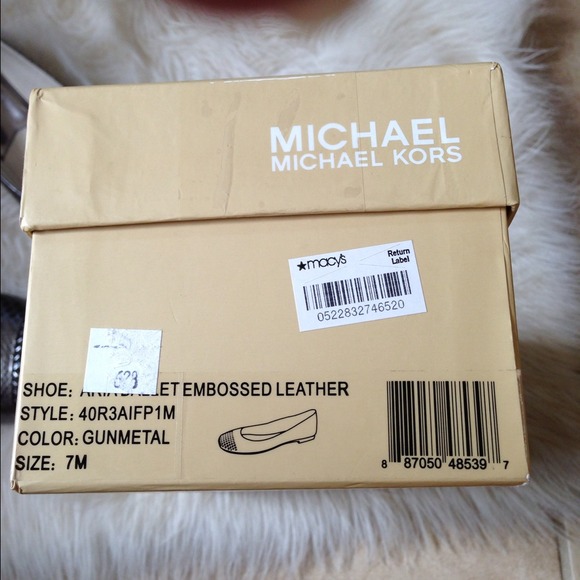 MICHAEL
MICHAEL KORS
★macy's
Return
Label
0522832746520
628
SHOE: ARIA BALLET EMBOSSED LEATHER
STYLE: 40R3AIFP1M
COLOR: GUNMETAL
SIZE: 7M
8 87050 48539 7